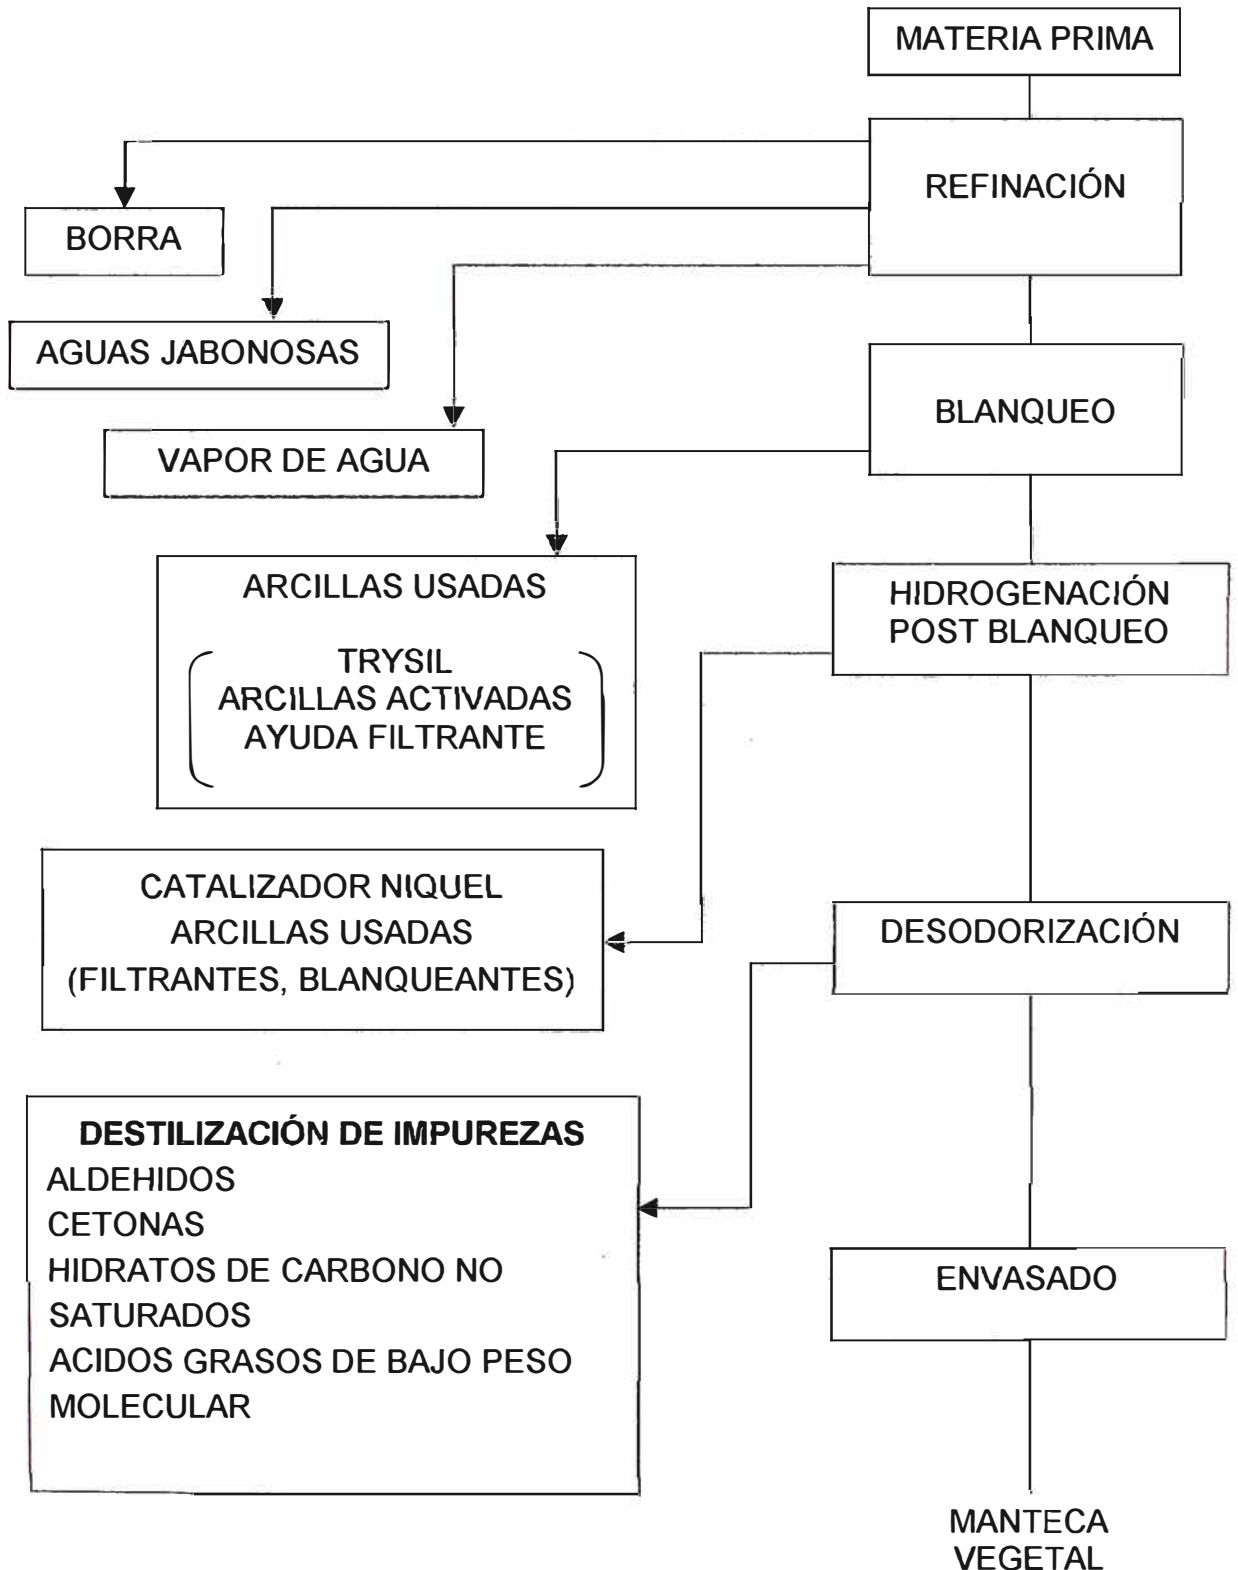 MATERIA PRIMA
REFINACIÓN
BORRA
AGUAS JABONOSAS
BLANQUEO
VAPOR DE AGUA
ARCILLAS USADAS
TRYSIL
ARCILLAS ACTIVADAS
AYUDA FILTRANTE
HIDROGENACIÓN
POST BLANQUEO
CATALIZADOR NIQUEL
ARCILLAS USADAS
(FILTRANTES, BLANQUEANTES)
DESODORIZACIÓN
DESTILIZACIÓN DE IMPUREZAS
ALDEHIDOS
CETONAS
HIDRATOS DE CARBONO NO
SATURADOS
ACIDOS GRASOS DE BAJO PESO
MOLECULAR
ENVASADO
MANTECA
VEGETAL